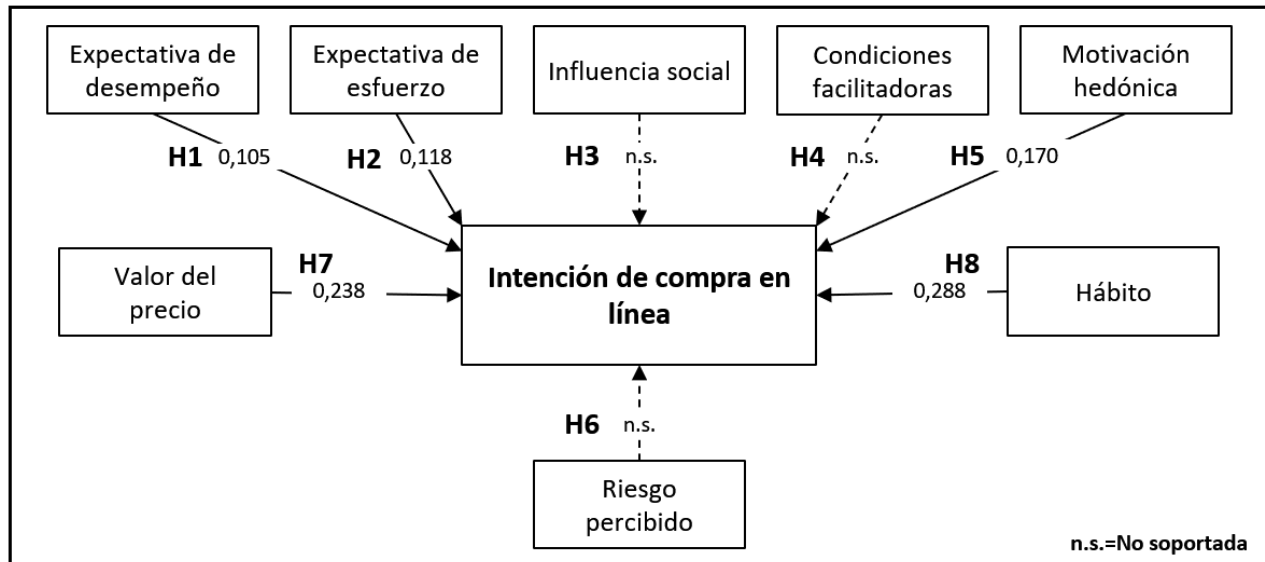 Expectativa de
desempeño
Expectativa de
esfuerzo
Influencia social
Condiciones
facilitadoras
Motivación
hedónica
H1 0,105
H2 0,118
H3 n.s.
H4 n.s.
H5 0,170
Valor del
precio
H7
0,238
Intención de compra en
línea
H8
0,288
Hábito
H6 n.s.
Riesgo
percibido
n.s.=No soportada